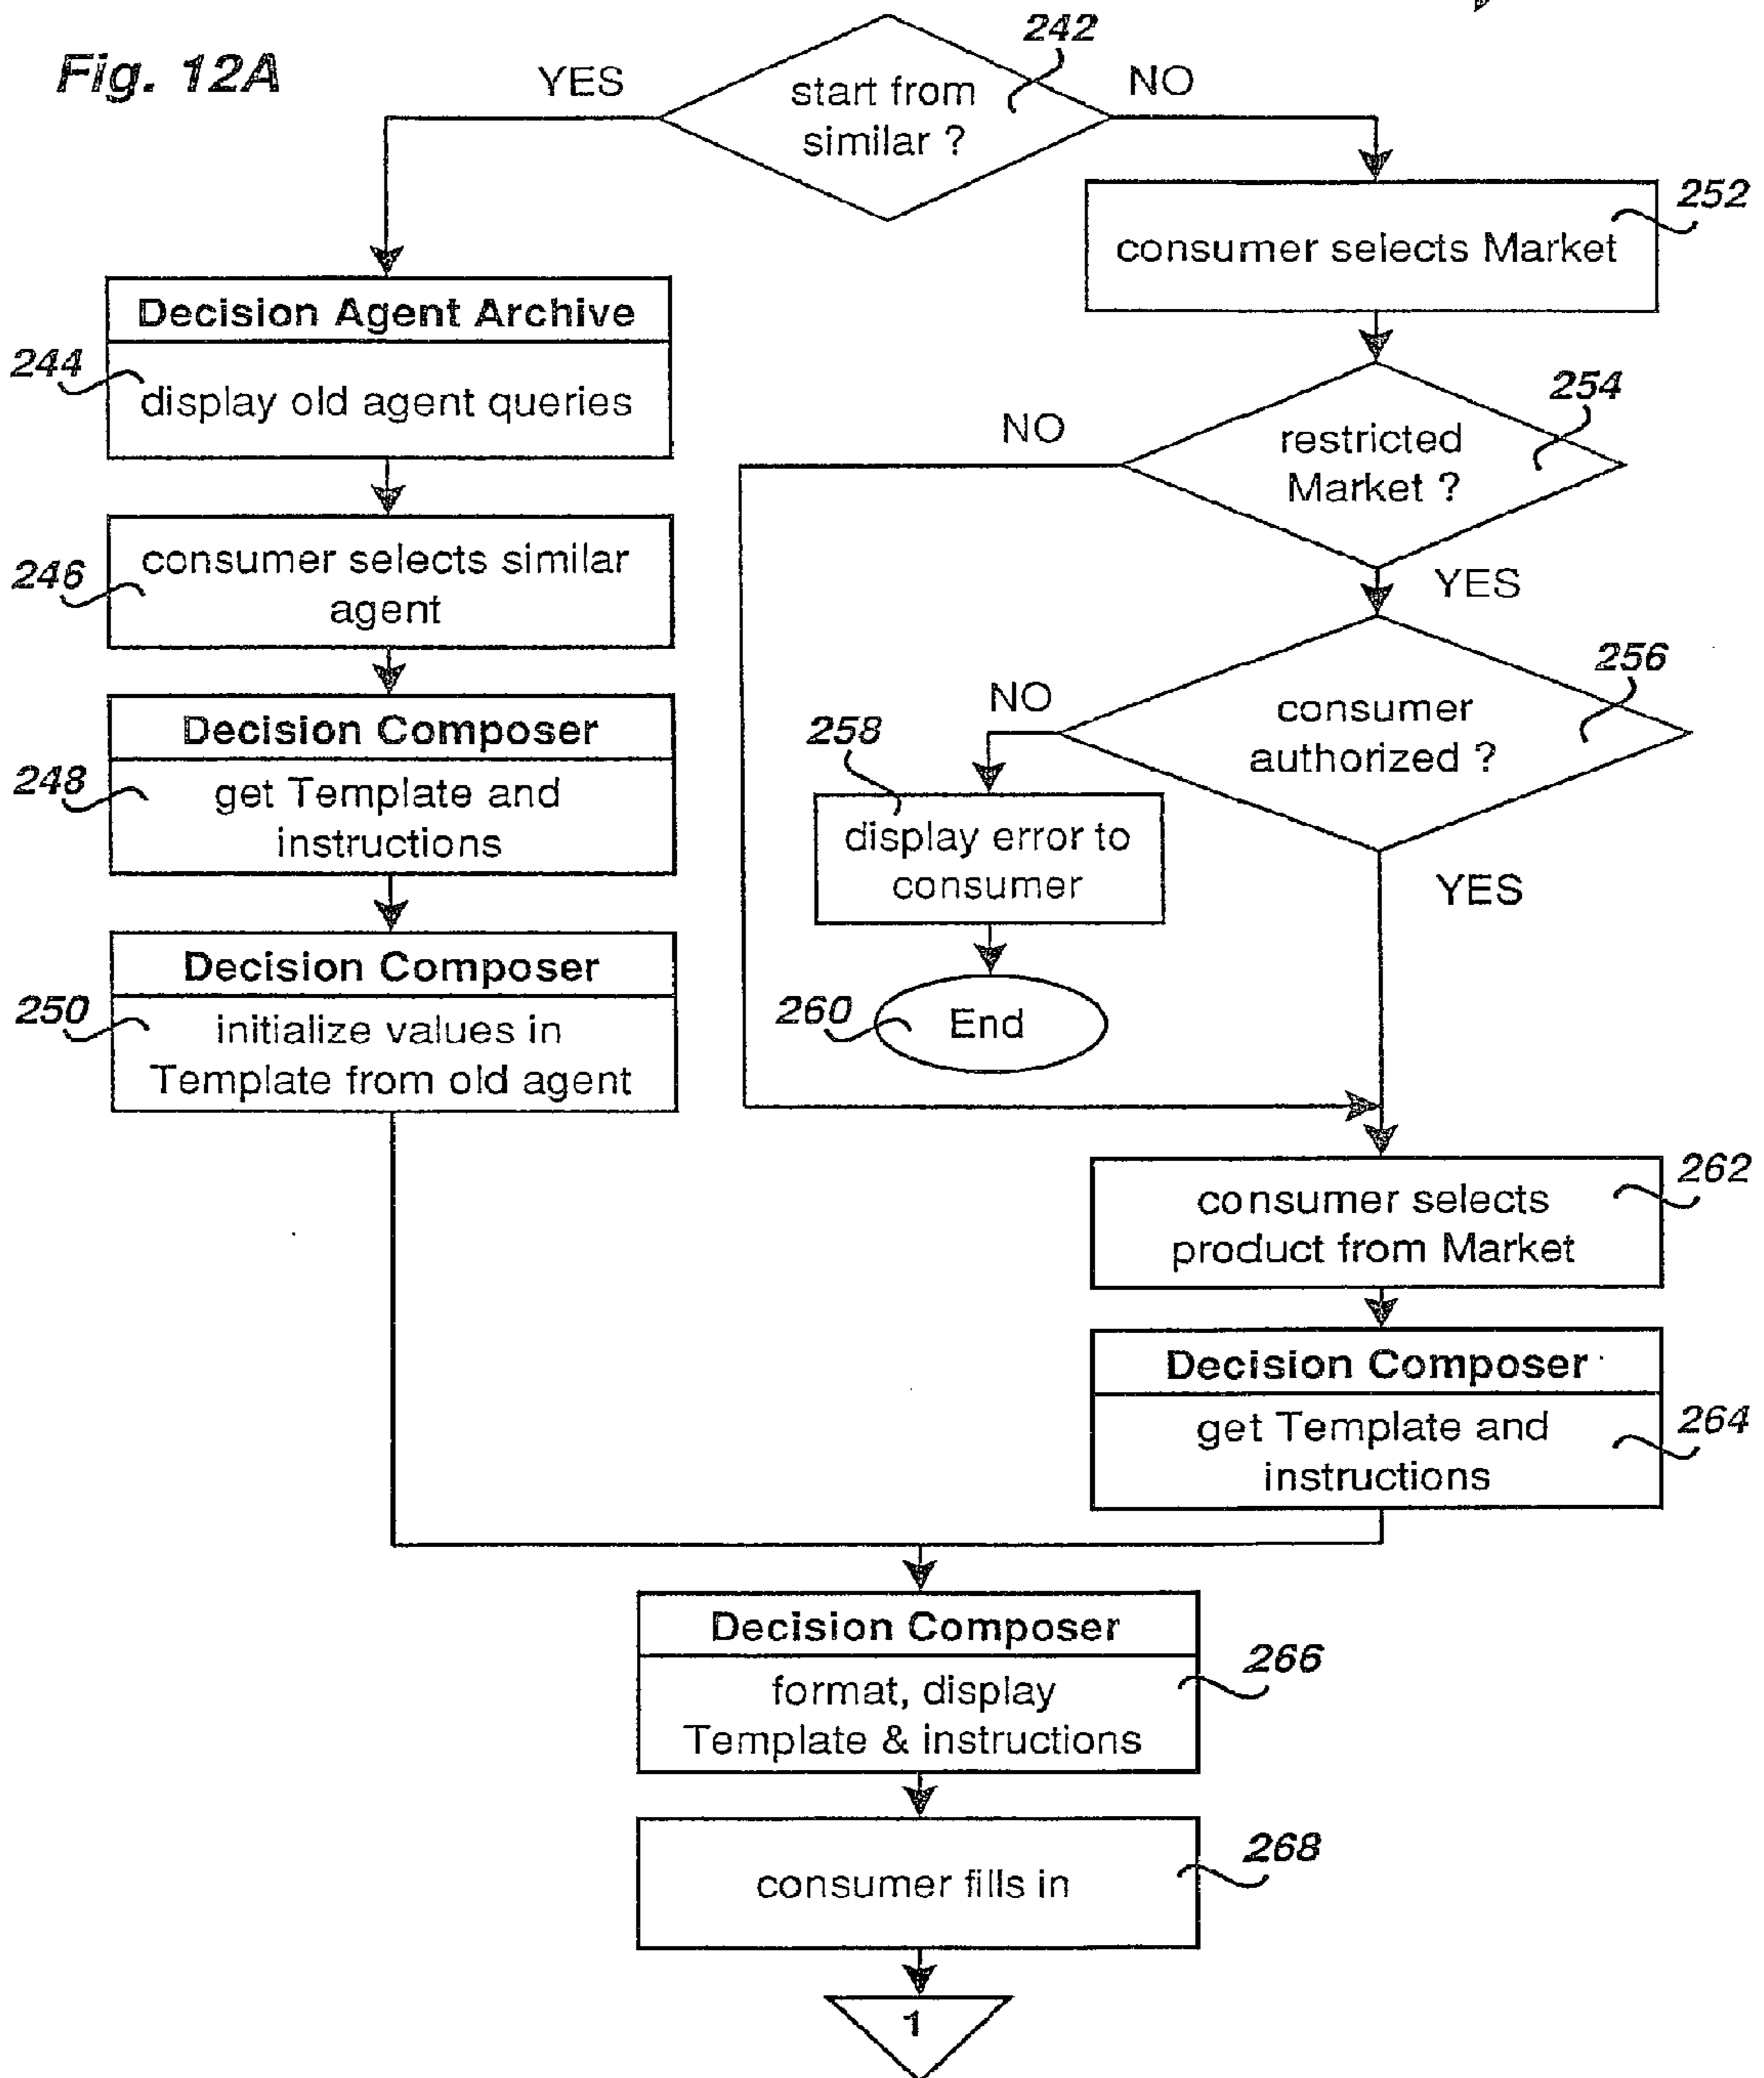 Fig. 12A
242
YES
NO
start from
similar ?
252
consumer selects Market
Decision Agent Archive
244
display old agent queries
254
NO
restricted
Market ?
YES
246
consumer selects similar
agent
256
NO
consumer
authorized ?
YES
258
display error to
consumer
Decision Composer
248
get Template and
instructions
Decision Composer
250
initialize values in
Template from old agent
260
End
262
consumer selects
product from Market
Decision Composer
264
get Template and
instructions
Decision Composer
266
format, display
Template & instructions
268
consumer fills in
1